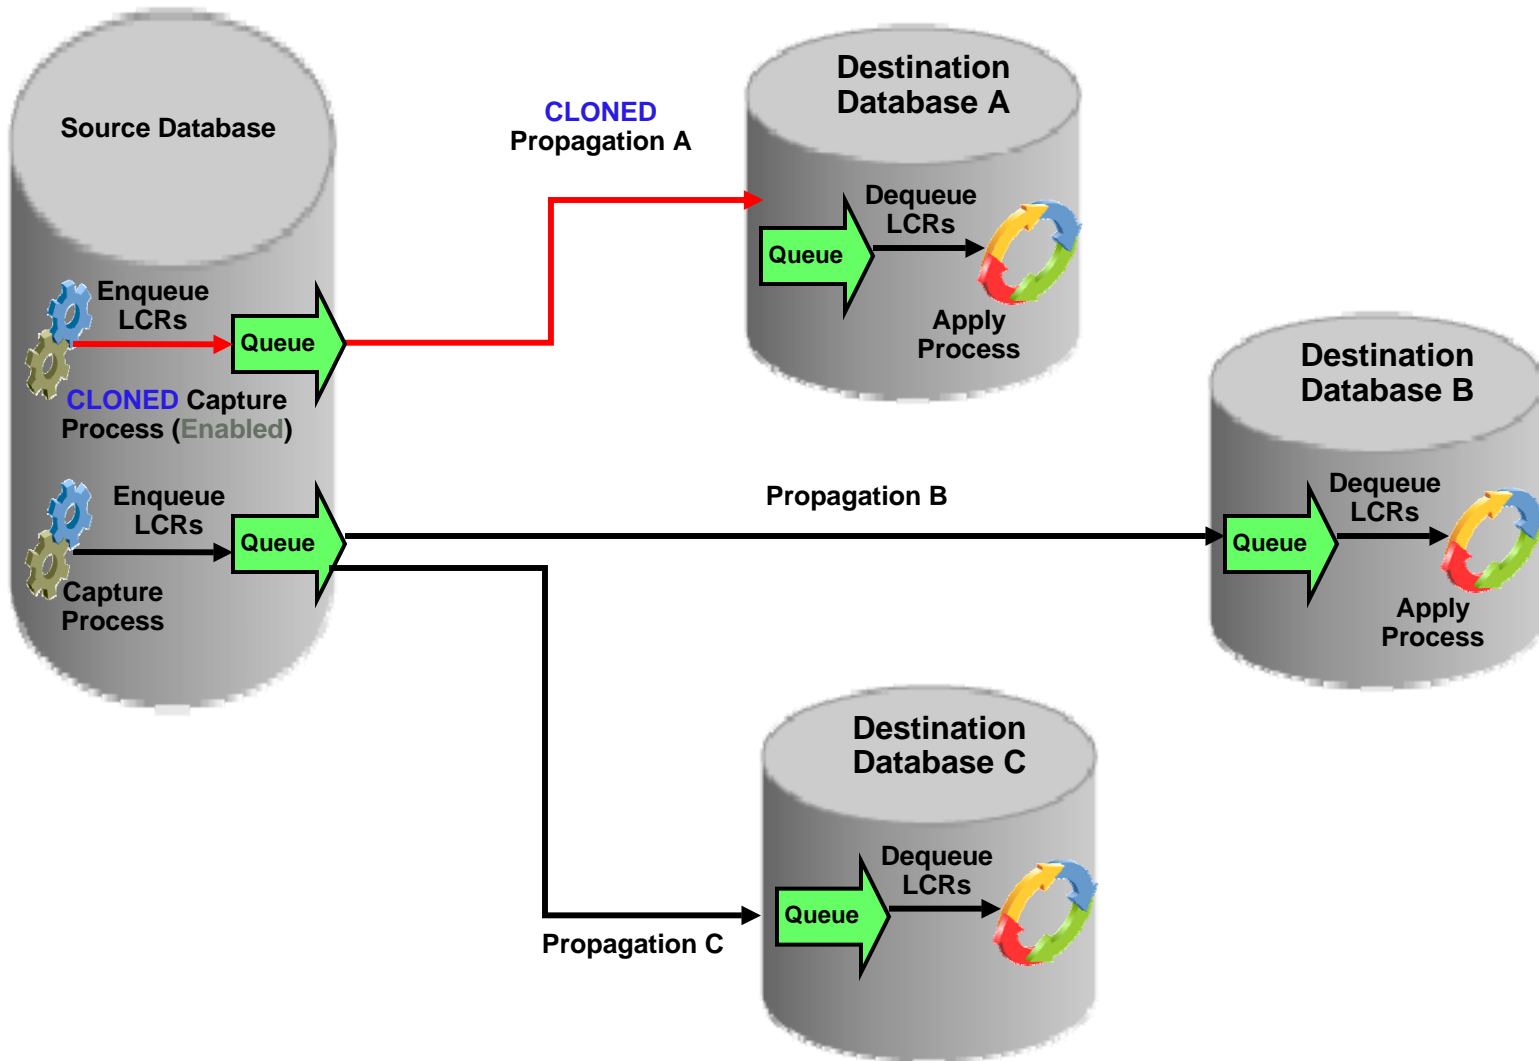 Source Database
Enqueue
LCRs
Queue
CLONED Capture
Process (Enabled)
Enqueue
LCRs
Queue
Capture
Process
CLONED
Propagation A
Destination
Database A
Dequeue
LCRs
Queue
Apply
Process
Propagation B
Destination
Database B
Dequeue
LCRs
Queue
Apply
Process
Propagation C
Destination
Database C
Dequeue
LCRs
Queue